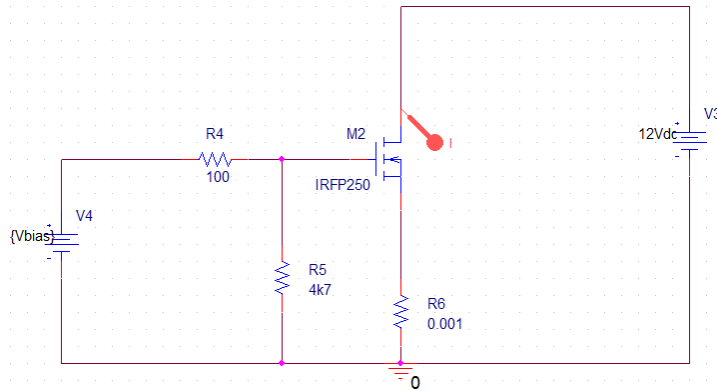 V3
12Vdc
R4
100
M2
IRFP250
I
V4
{Vbias}
R5
4k7
R6
0.001
0